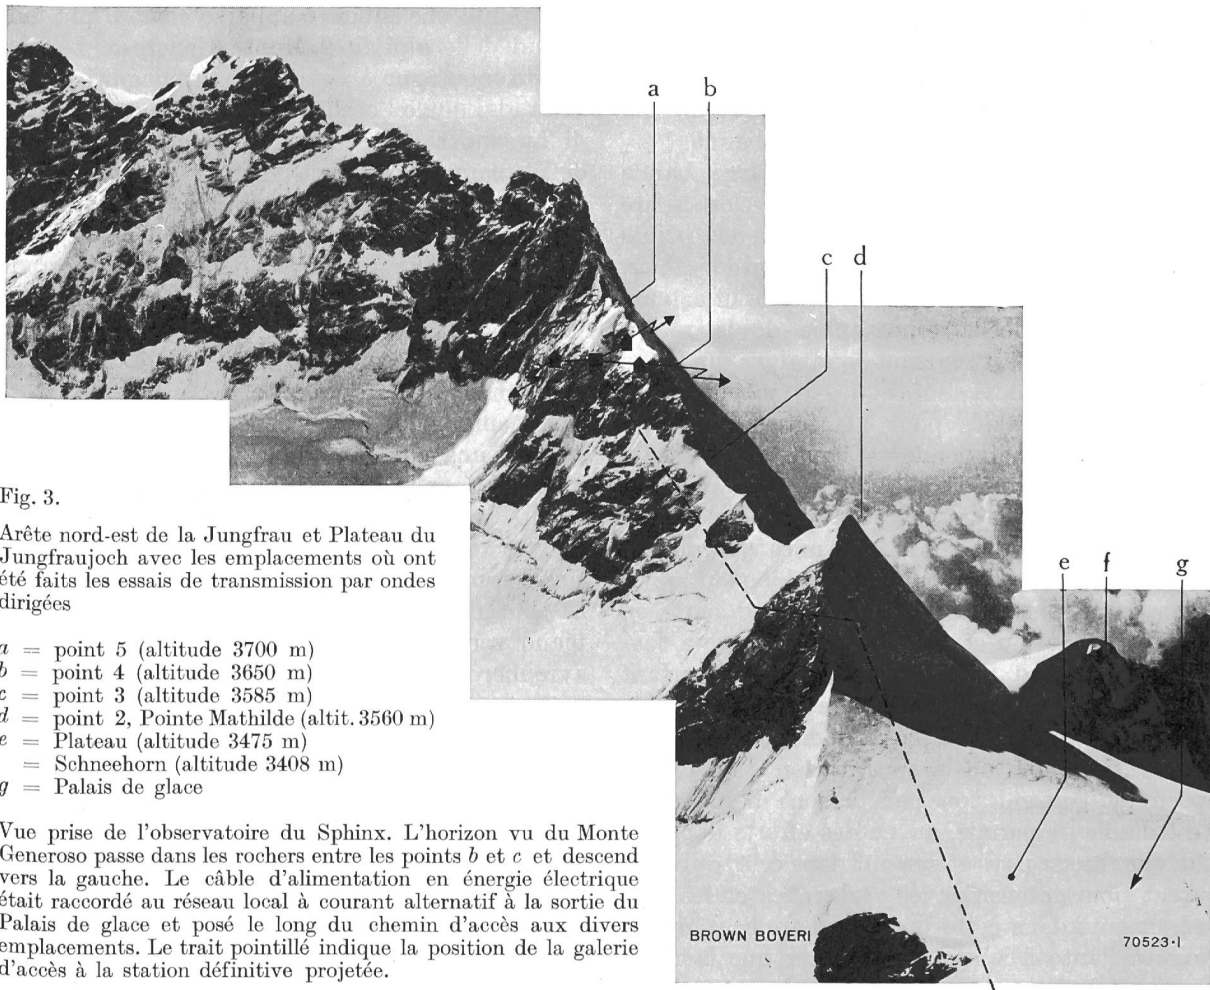 a b
c d
e f g
Fig. 3.
Arête nord-est de la Jungfrau et Plateau du
Jungfraujoch avec les emplacements où ont
été faits les essais de transmission par ondes
dirigées
a = point 5 (altitude 3700 m)
b = point 4 (altitude 3650 m)
c = point 3 (altitude 3585 m)
d = point 2, Pointe Mathilde (altit. 3560 m)
e = Plateau (altitude 3475 m)
= Schneehorn (altitude 3408 m)
g = Palais de glace
Vue prise de l'observatoire du Sphinx. L'horizon vu du Monte
Generoso passe dans les rochers entre les points b et c et descend
vers la gauche. Le câble d'alimentation en énergie électrique
était raccordé au réseau local à courant alternatif à la sortie du
Palais de glace et posé le long du chemin d'accès aux divers
emplacements. Le trait pointillé indique la position de la galerie
d'accès à la station définitive projetée.
BROWN BOVERI
70523·I